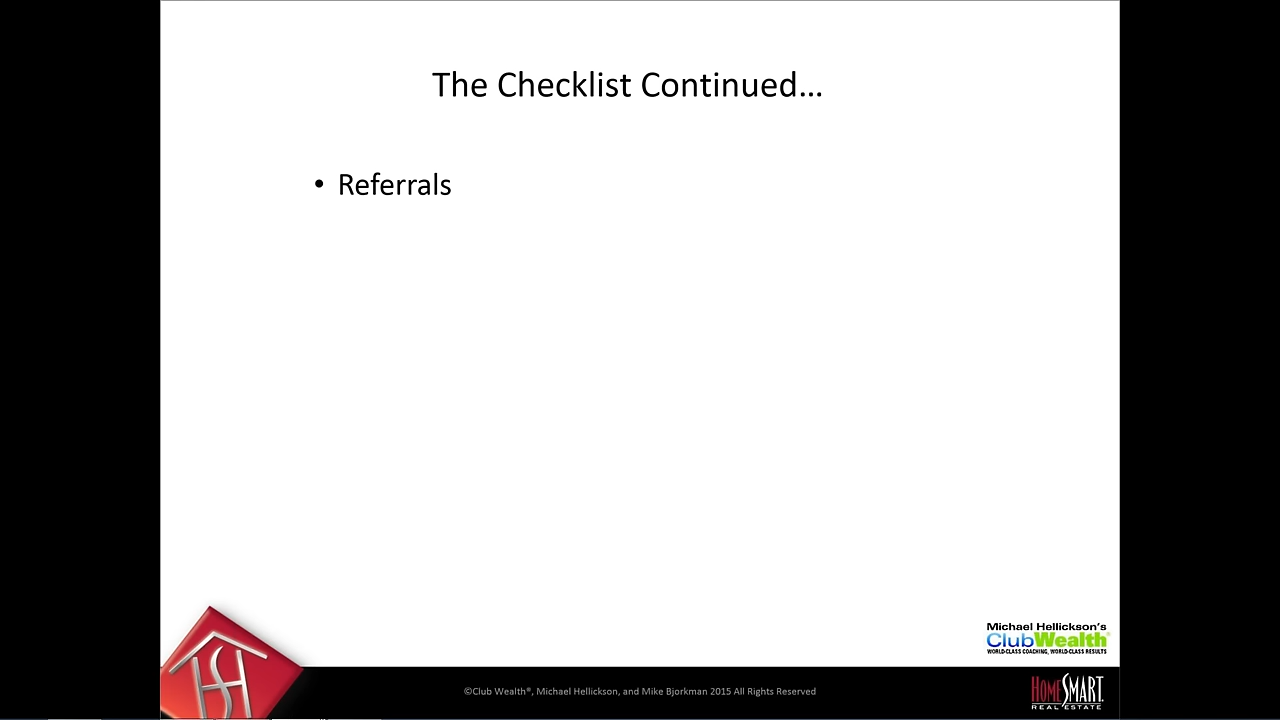 The Checklist Continued…
• Referrals
Michael Hellickson's
ClubWealth®
WORLD-CLASS COACHING, WORLD-CLASS RESULTS
©Club Wealth®, Michael Hellickson, and Mike Bjorkman 2015 All Rights Reserved
HOMESMART
REAL ESTATE